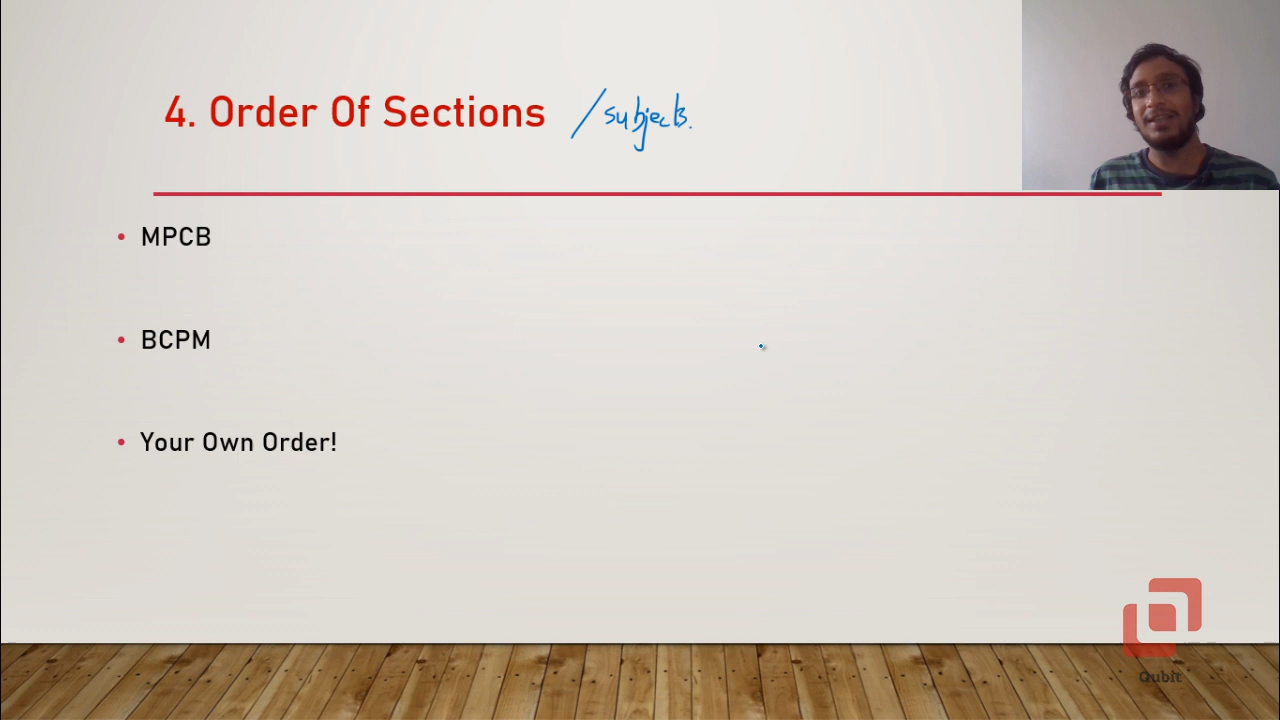 4. Order Of Sections /subjects.
• MPCB
• BCPM
• Your Own Order!
Qubit